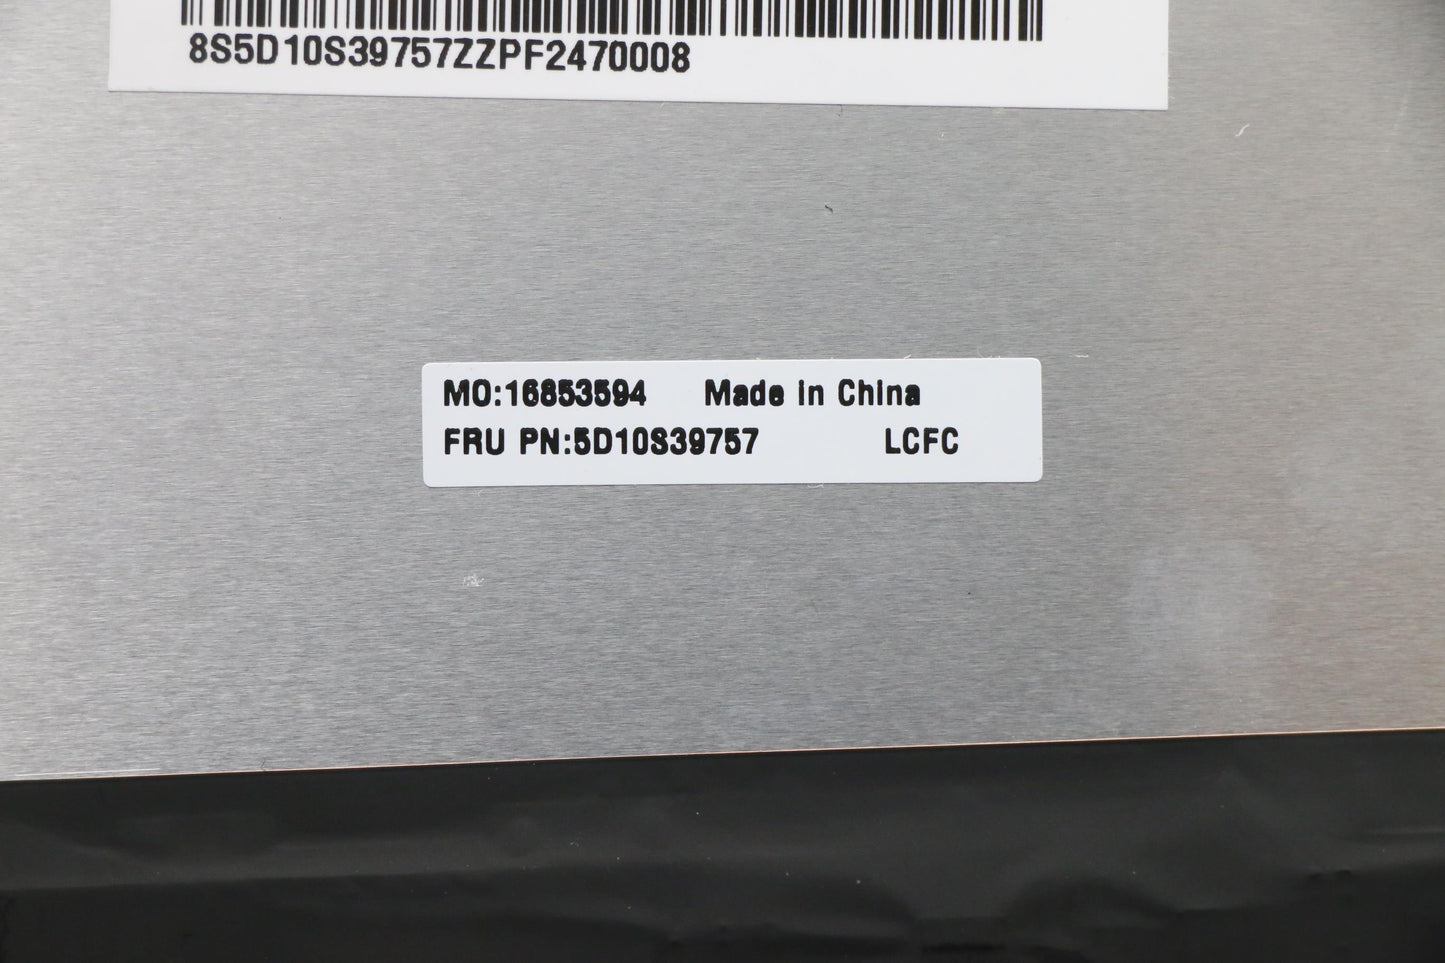 8S5D10S39757ZZPF2470008
MO:16853594 Made In China
FRU PN:5D10S39757 LCFC